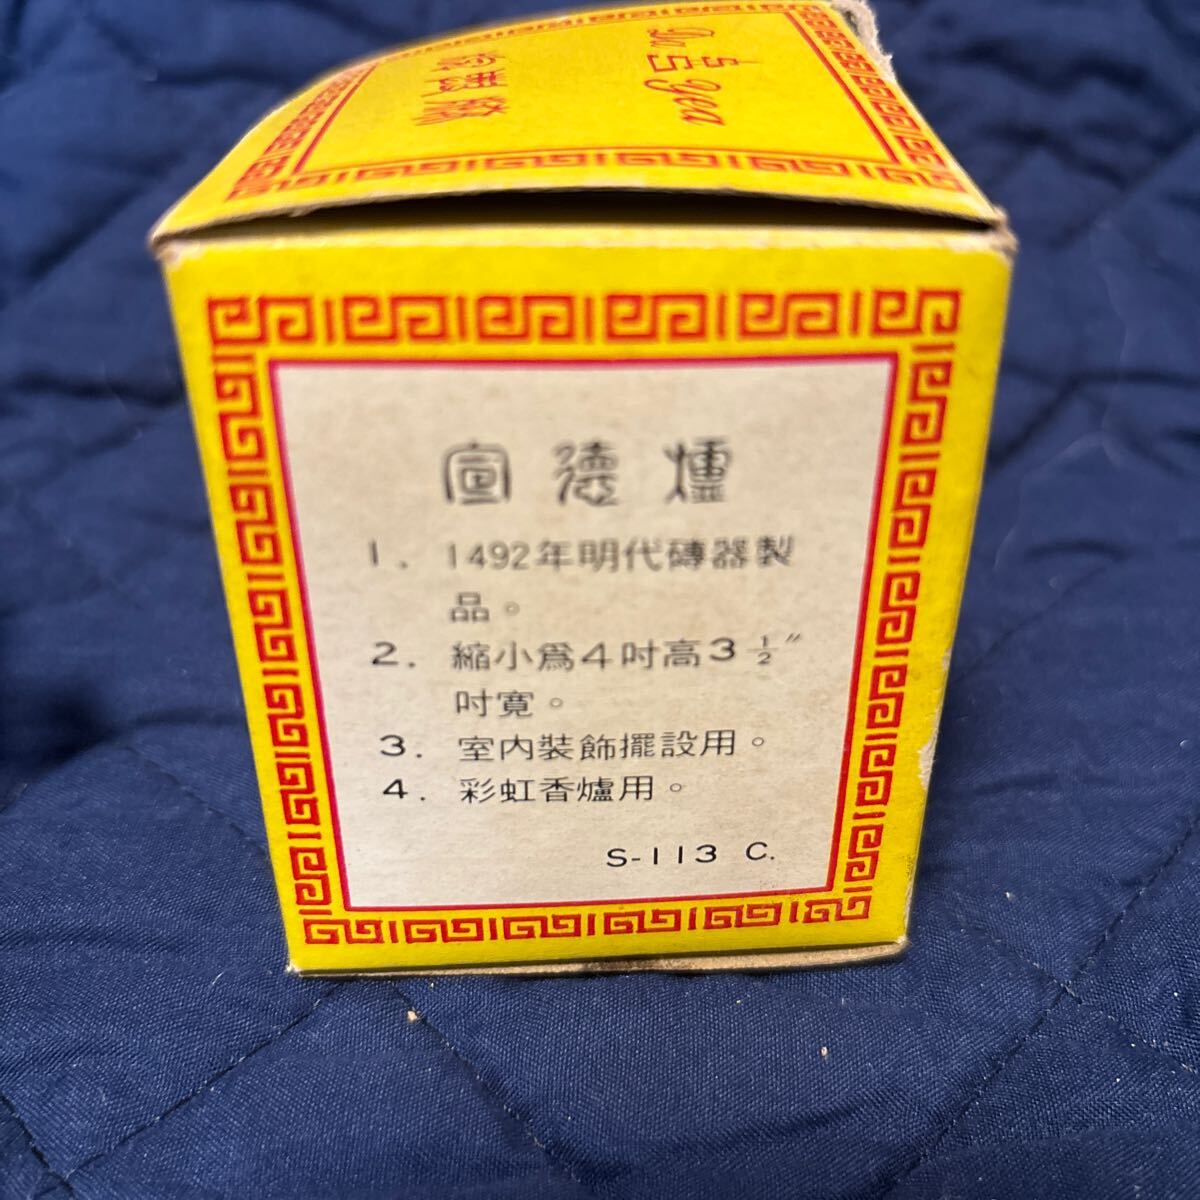 宣德爐
1. 1492年明代磚器製
品。
2. 縮小爲4吋高3½″
吋寬。
3. 室內裝飾擺設用。
4. 彩虹香爐用。
S-113 C.